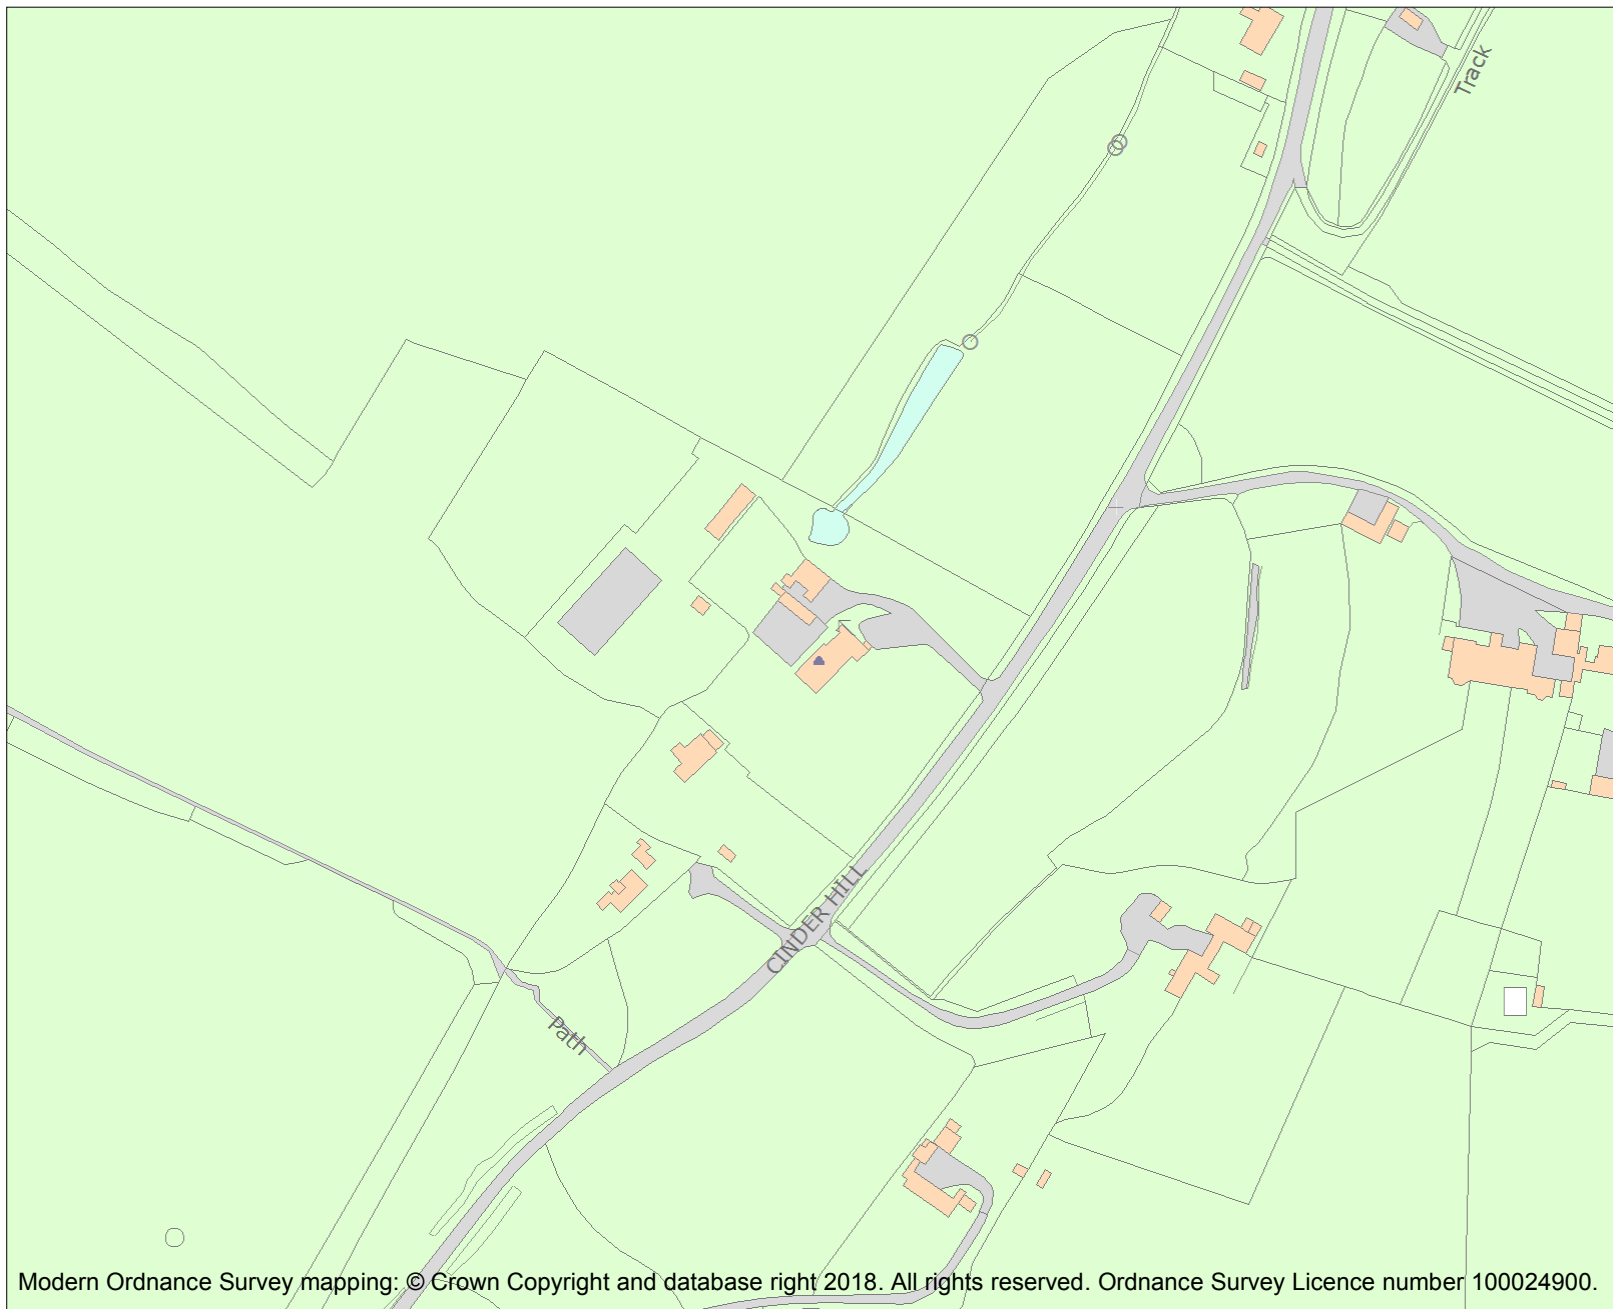 Track
CINDER HILL
Path
Modern Ordnance Survey mapping: © Crown Copyright and database right 2018. All rights reserved. Ordnance Survey Licence number 100024900.